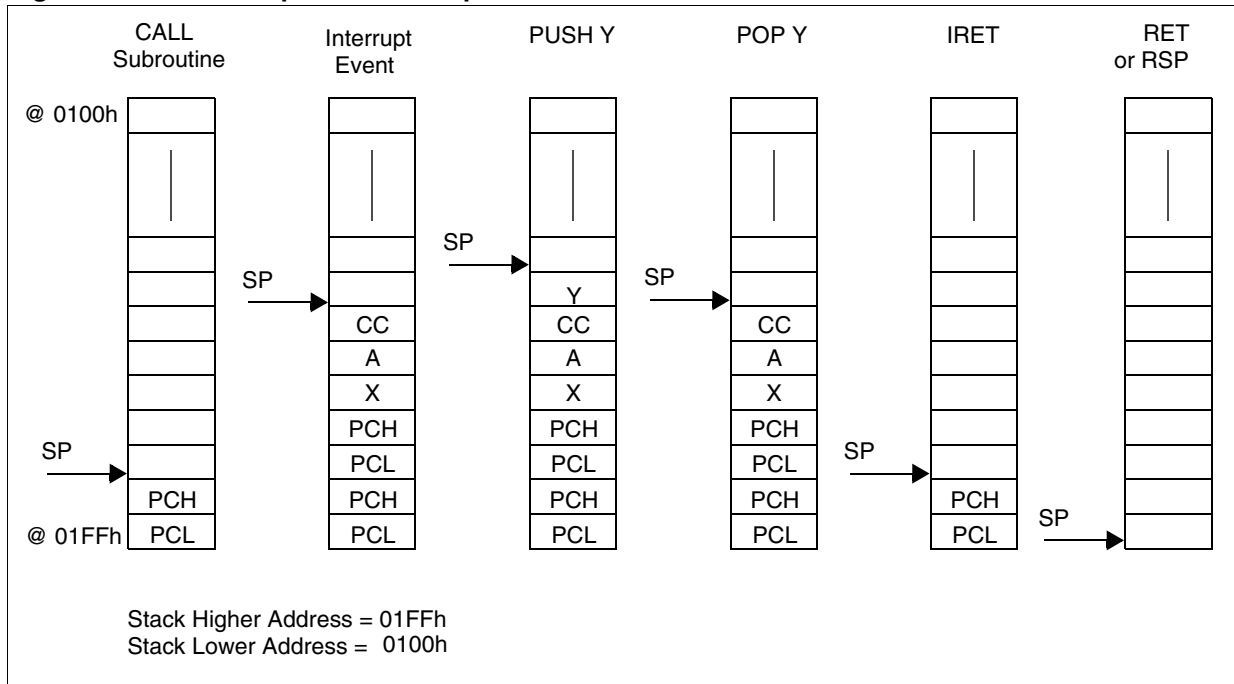 CALL
Subroutine
Interrupt
Event
PUSH Y
POP Y
IRET
RET
or RSP
@ 0100h
SP
SP
SP
Y
CC
CC
CC
A
A
A
X
X
X
PCH
PCH
PCH
SP
PCL
PCL
PCL
SP
PCH
PCH
PCH
PCH
PCH
SP
@ 01FFh
PCL
PCL
PCL
PCL
PCL
Stack Higher Address = 01FFh
Stack Lower Address = 0100h